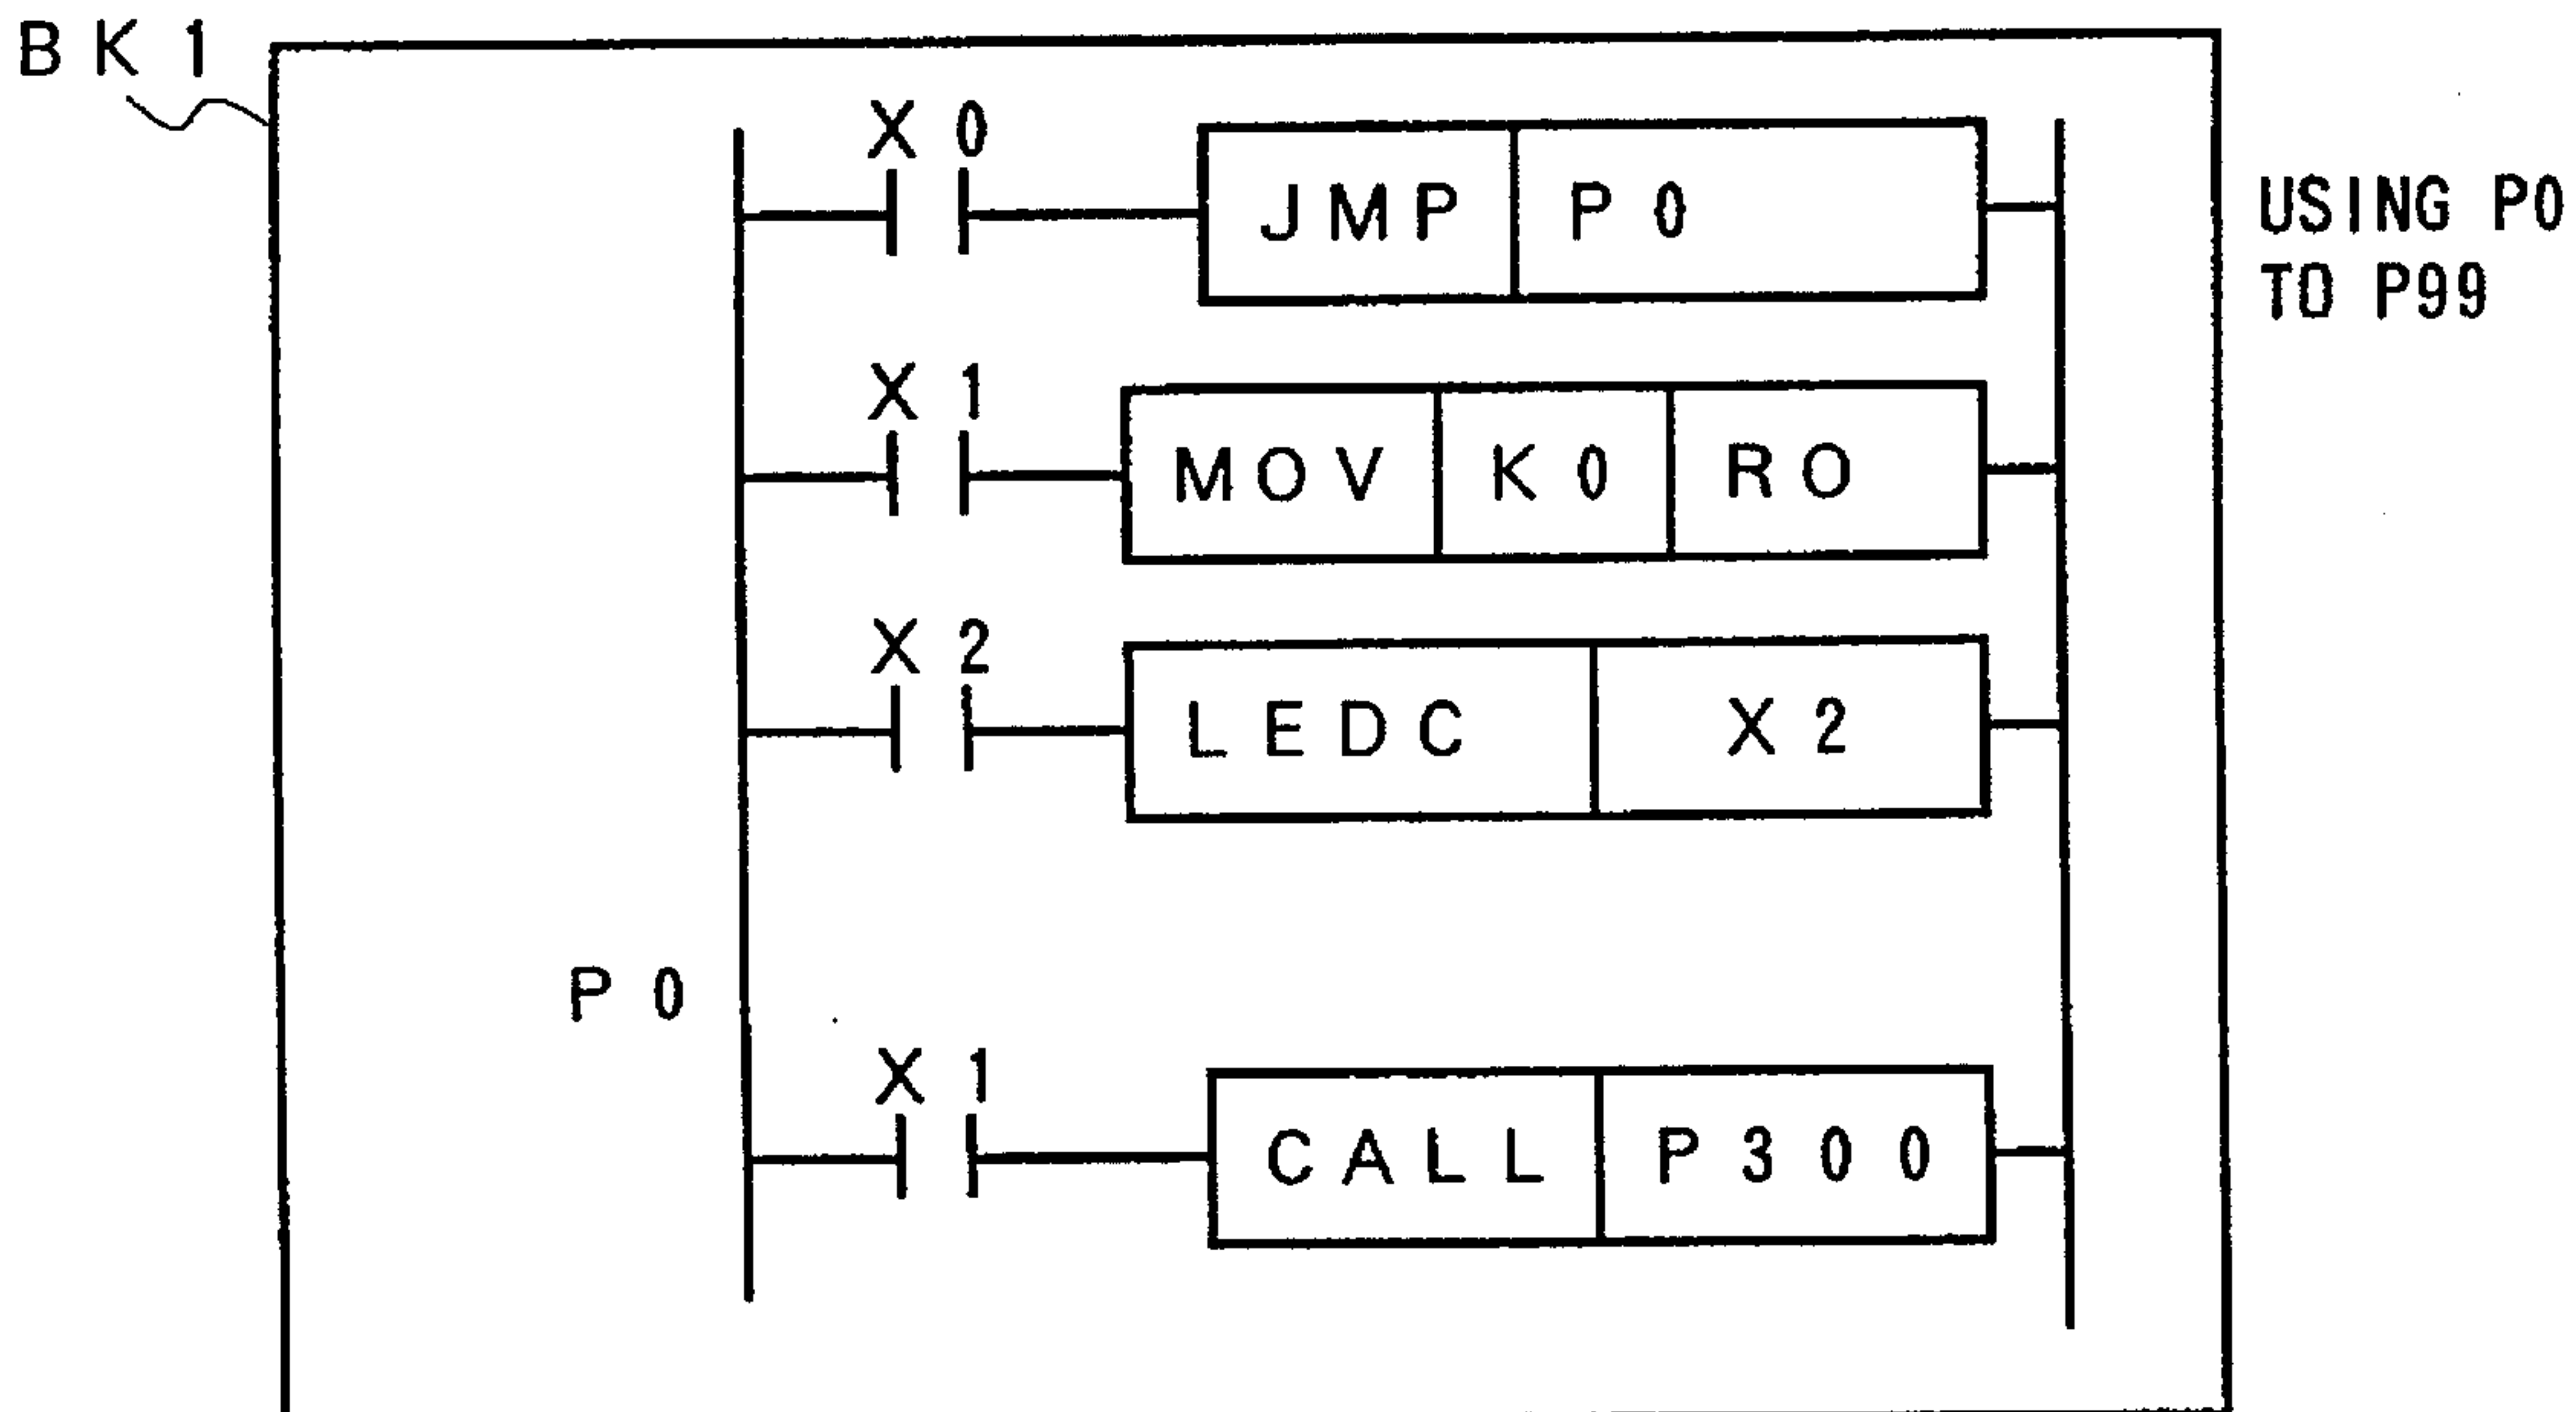 BK1
X0
JMP P0
USING P0
TO P99
X1
MOV K0 RO
X2
LEDC X2
P0
X1
CALL P300